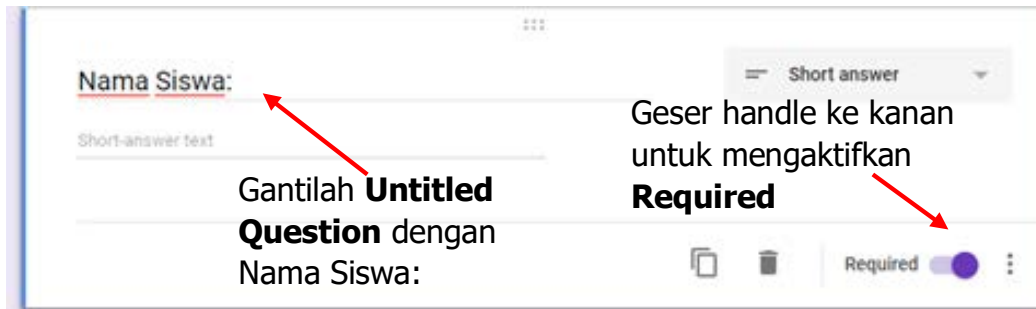 Nama Siswa:
Short answer
Short-answer text
Geser handle ke kanan
untuk mengaktifkan
Required
Gantilah Untitled
Question dengan
Nama Siswa:
Required